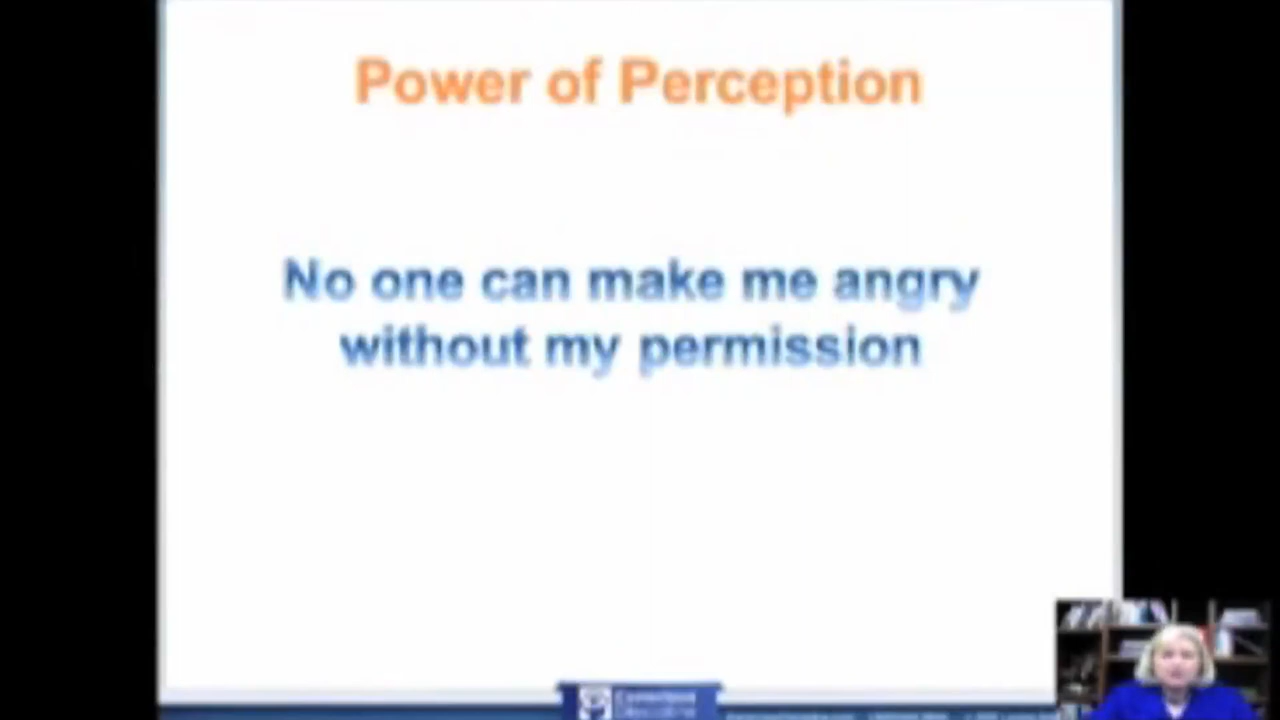 Power of Perception
No one can make me angry
without my permission